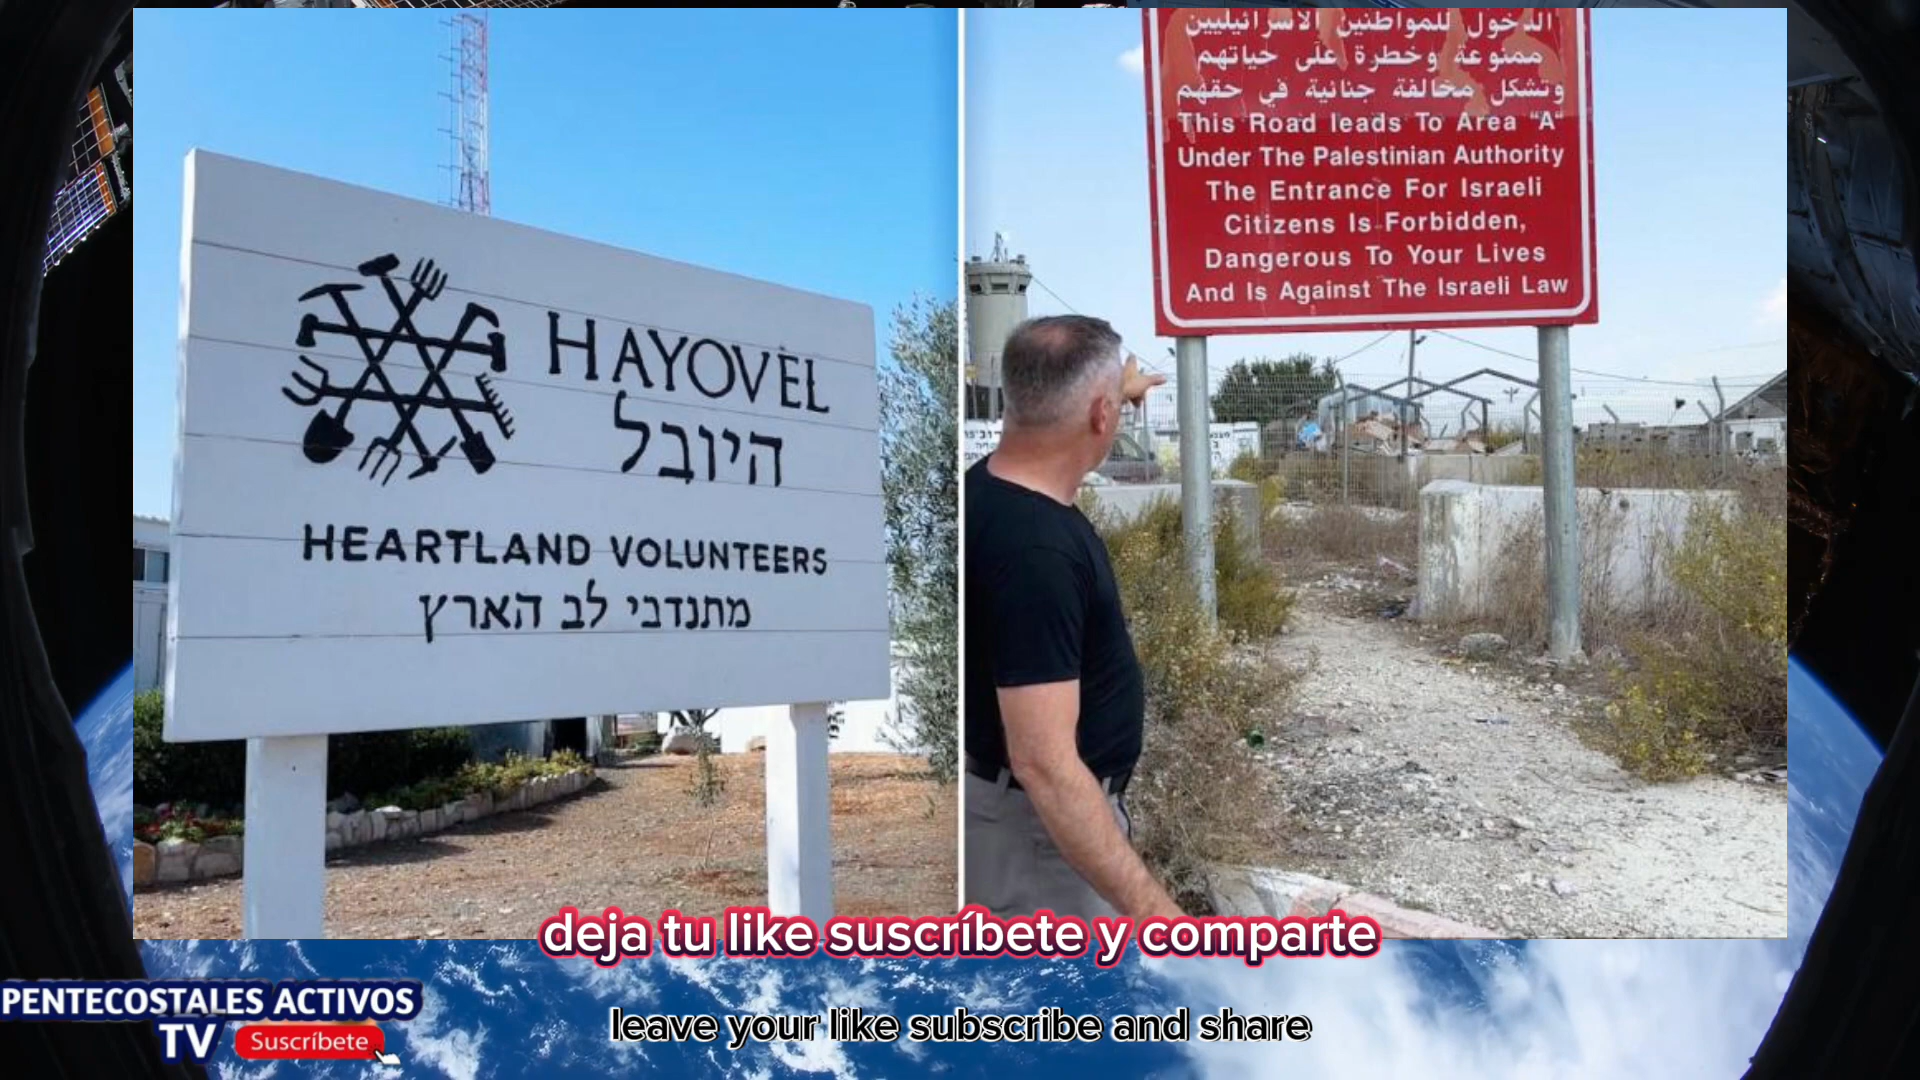 HAYOVEL
היובל
HEARTLAND VOLUNTEERS
מתנדבי לב הארץ
الدخول للمواطنين الاسرائيليين
ممنوعة وخطرة على حياتهم
وتشكل مخالفة جنائية في حقهم
This Road leads To Area "A"
Under The Palestinian Authority
The Entrance For Israeli
Citizens Is Forbidden,
Dangerous To Your Lives
And Is Against The Israeli Law
deja tu like suscríbete y comparte
leave your like subscribe and share
PENTECOSTALES ACTIVOS
TV
Suscríbete